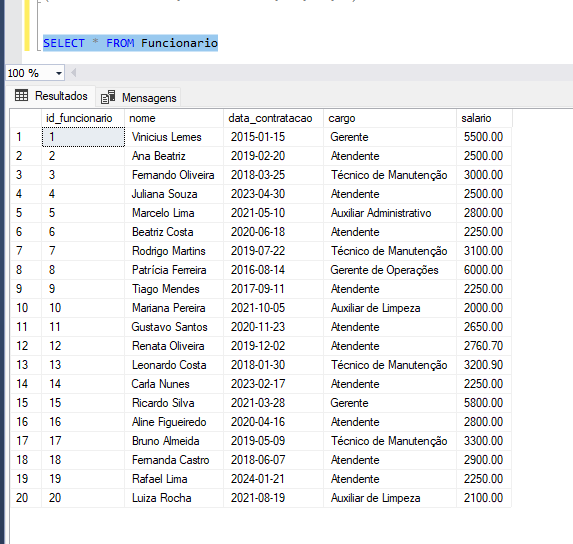 SELECT * FROM Funcionario
100 %
Resultados Mensagens
id_funcionario nome data_contratacao cargo salario
1 1 Vinicius Lemes 2015-01-15 Gerente 5500.00
2 2 Ana Beatriz 2019-02-20 Atendente 2500.00
3 3 Fernando Oliveira 2018-03-25 Técnico de Manutenção 3000.00
4 4 Juliana Souza 2023-04-30 Atendente 2500.00
5 5 Marcelo Lima 2021-05-10 Auxiliar Administrativo 2800.00
6 6 Beatriz Costa 2020-06-18 Atendente 2250.00
7 7 Rodrigo Martins 2019-07-22 Técnico de Manutenção 3100.00
8 8 Patrícia Ferreira 2016-08-14 Gerente de Operações 6000.00
9 9 Tiago Mendes 2017-09-11 Atendente 2250.00
10 10 Mariana Pereira 2021-10-05 Auxiliar de Limpeza 2000.00
11 11 Gustavo Santos 2020-11-23 Atendente 2650.00
12 12 Renata Oliveira 2019-12-02 Atendente 2760.70
13 13 Leonardo Costa 2018-01-30 Técnico de Manutenção 3200.90
14 14 Carla Nunes 2023-02-17 Atendente 2250.00
15 15 Ricardo Silva 2021-03-28 Gerente 5800.00
16 16 Aline Figueiredo 2020-04-16 Atendente 2800.00
17 17 Bruno Almeida 2019-05-09 Técnico de Manutenção 3300.00
18 18 Fernanda Castro 2018-06-07 Atendente 2900.00
19 19 Rafael Lima 2024-01-21 Atendente 2250.00
20 20 Luiza Rocha 2021-08-19 Auxiliar de Limpeza 2100.00